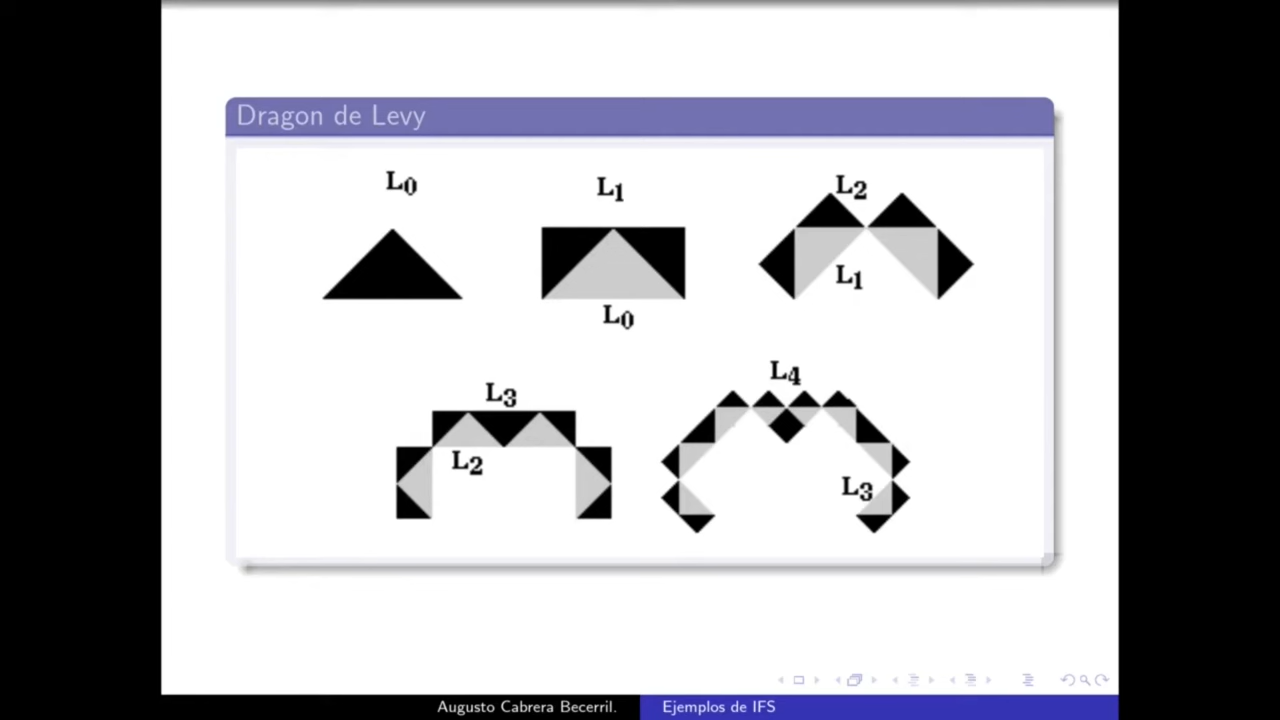 Dragon de Levy
L0
L1
L2
L0
L1
L3
L4
L2
L3
Augusto Cabrera Becerril.
Ejemplos de IFS